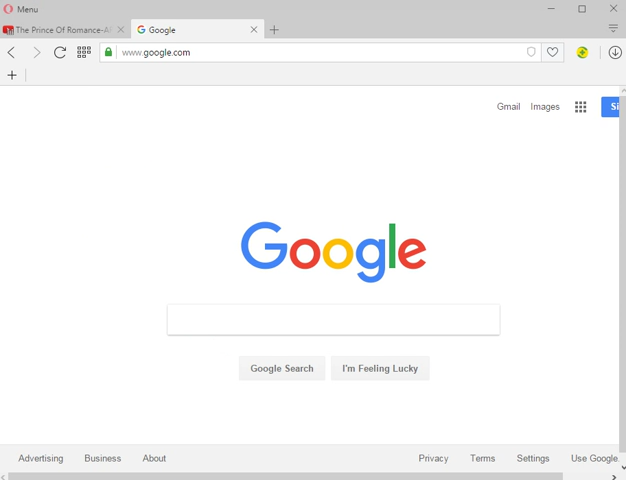 Menu
The Prince Of Romance-A
Google
www.google.com
Gmail Images Si
Google
Google Search I'm Feeling Lucky
Advertising Business About Privacy Terms Settings Use Google.